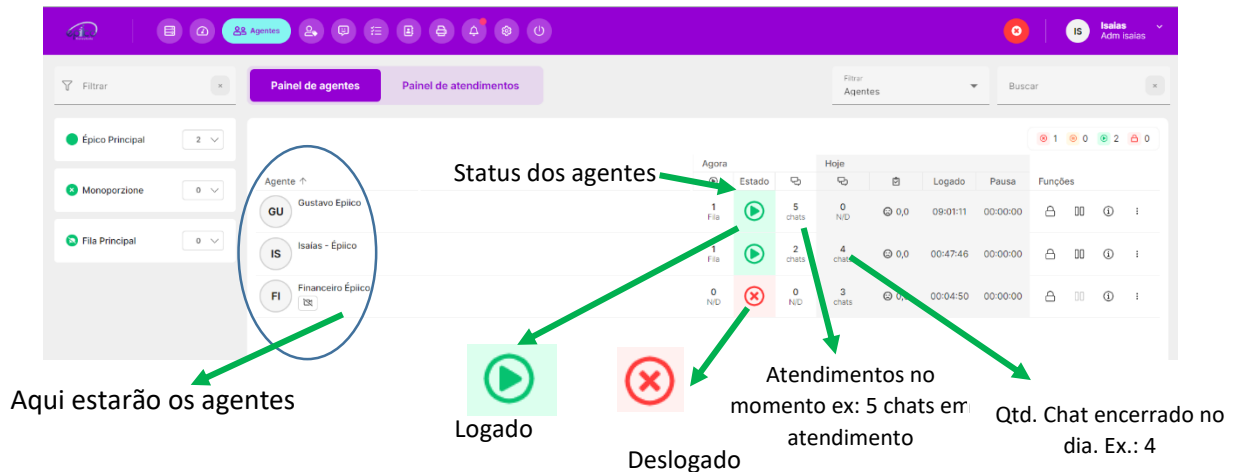 Agentes
IS
Isaias
Adm isaias
Filtrar
Painel de agentes
Painel de atendimentos
Filtrar
Agentes
Buscar
Épico Principal
2
1 0 2 0
Status dos agentes
Agora
Hoje
Agente ↑
Estado
Logado
Pausa
Funções
Monoporzione
0
GU
Gustavo Epiico
1
Fila
5
chats
0
N/D
0,0
09:01:11
00:00:00
Fila Principal
0
IS
Isaías - Épiico
1
Fila
2
chats
4
chats
0,0
00:47:46
00:00:00
FI
Financeiro Épiico
0
N/D
0
N/D
3
chats
00:04:50
00:00:00
Aqui estarão os agentes
Logado
Deslogado
Atendimentos no
momento ex: 5 chats em
atendimento
Qtd. Chat encerrado no
dia. Ex.: 4